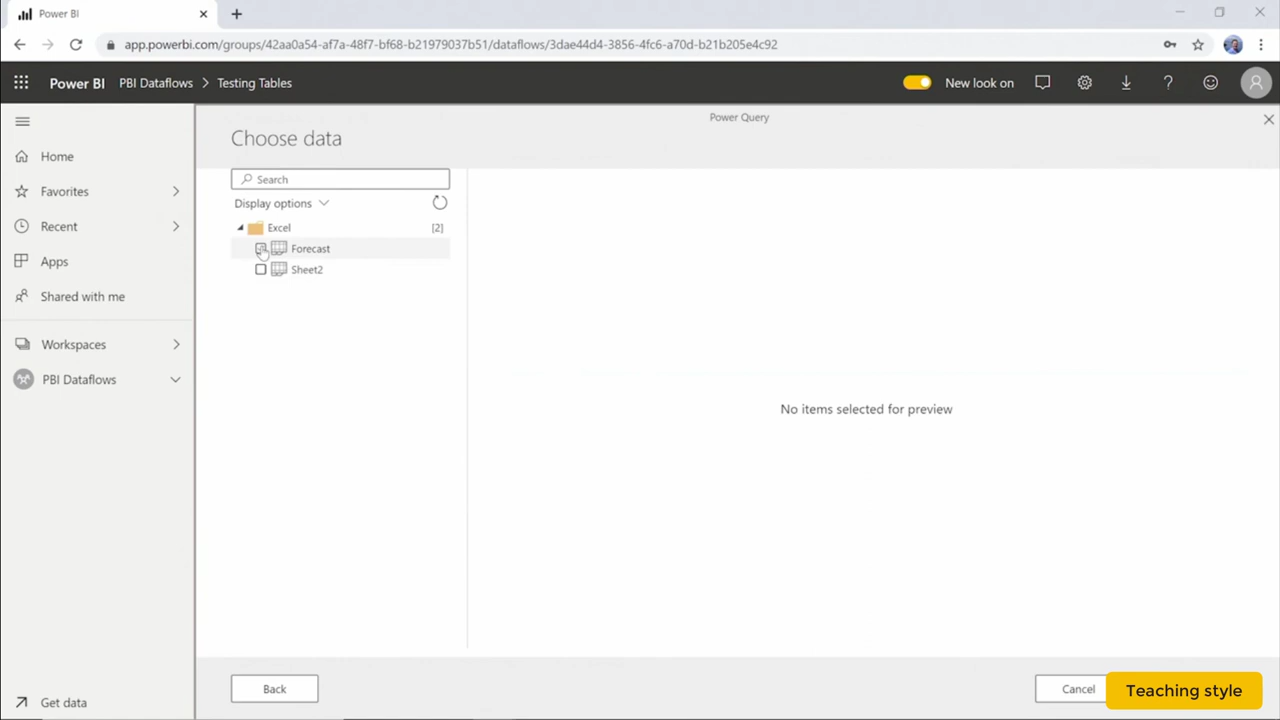 Power BI
app.powerbi.com/groups/42aa0a54-af7a-48f7-bf68-b21979037b51/dataflows/3dae44d4-3856-4fc6-a70d-b21b205e4c92
Power BI PBI Dataflows Testing Tables New look on
Power Query
Choose data
Home
Search
Favorites
Display options
Recent
Excel [2]
Forecast
Apps
Sheet2
Shared with me
Workspaces
PBI Dataflows
No items selected for preview
Get data
Back
Cancel
Teaching style